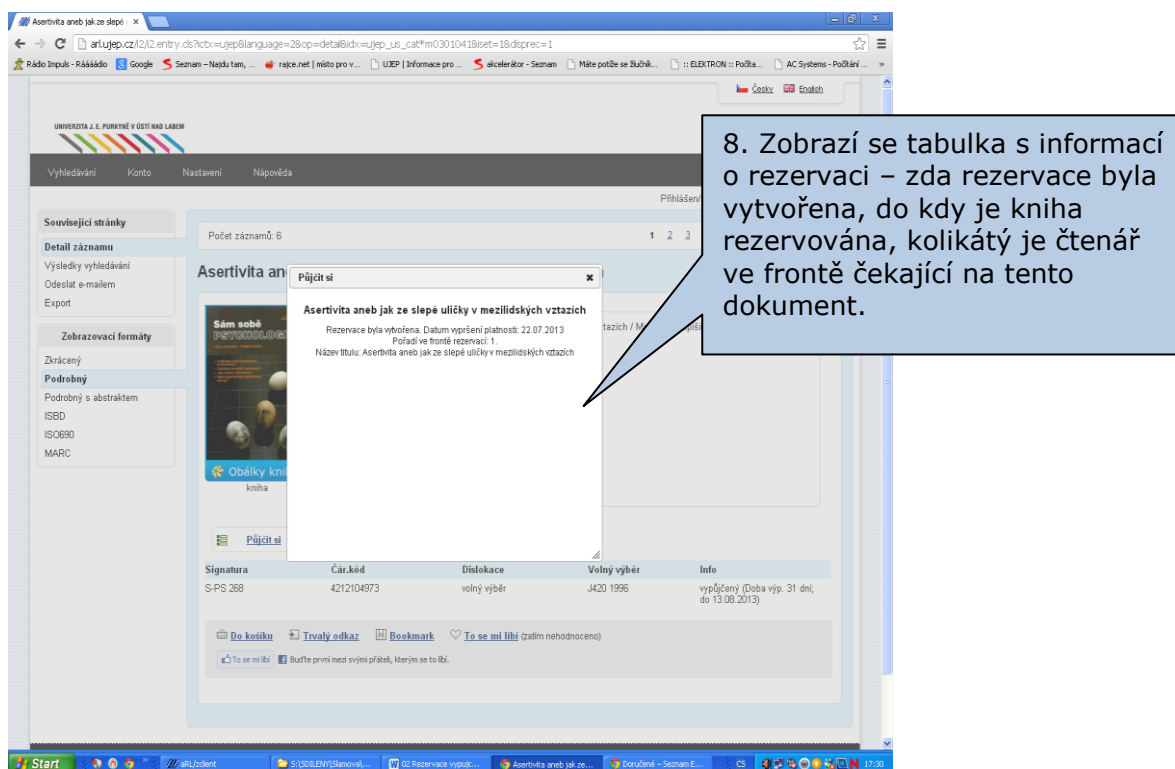 Asertivita aneb jak ze slepé
arl.ujep.cz/i2/i2.entry.cls?ictx=ujep&language=2&op=detail&idx=ujep_us_cat*m0301041&iset=1&disprec=1
Rádio Impuls - Ráááádio Google Seznam – Najdu tam, ... rajce.net | místo pro v... UJEP | Informace pro ... akcelerátor - Seznam Máte potíže se žlučník... :: ELEKTRON :: Počíta... AC Systems - Počítání ... »
Česky English
UNIVERZITA J. E. PURKYNĚ V ÚSTÍ NAD LABEM
Vyhledávání Konto Nastavení Nápověda
Přihlášen/
Související stránky
Detail záznamu
Výsledky vyhledávání
Odeslat e-mailem
Export
Zobrazovací formáty
Zkrácený
Podrobný
Podrobný s abstraktem
ISBD
ISO690
MARC
Počet záznamů: 6
1 2 3
Asertivita an
Sám sobě
PSYCHOLOGE
Obálky kni
kniha
Půjčit si
Asertivita aneb jak ze slepé uličky v mezilidských vztazích
Rezervace byla vytvořena. Datum vypršení platnosti: 22.07.2013
Pořadí ve frontě rezervací: 1.
Název titulu: Asertivita aneb jak ze slepé uličky v mezilidských vztazích
tazích / M
8. Zobrazí se tabulka s informací
o rezervaci – zda rezervace byla
vytvořena, do kdy je kniha
rezervována, kolikátý je čtenář
ve frontě čekající na tento
dokument.
Půjčit si
Signatura Čár.kód Dislokace Volný výběr Info
S-PS 268 4212104973 volný výběr J420 1996 vypůjčený (Doba výp. 31 dní;
do 13.08.2013)
Do košíku Trvalý odkaz Bookmark To se mi líbí (zatím nehodnoceno)
To se mi líbí Buďte první mezi svými přáteli, kterým se to líbí.
Start aRL/zclient S:\SDILENY\Slamoval,... 02 Rezervace vypujc... Asertivita aneb jak ze... Doručené – Seznam E... CS 17:30